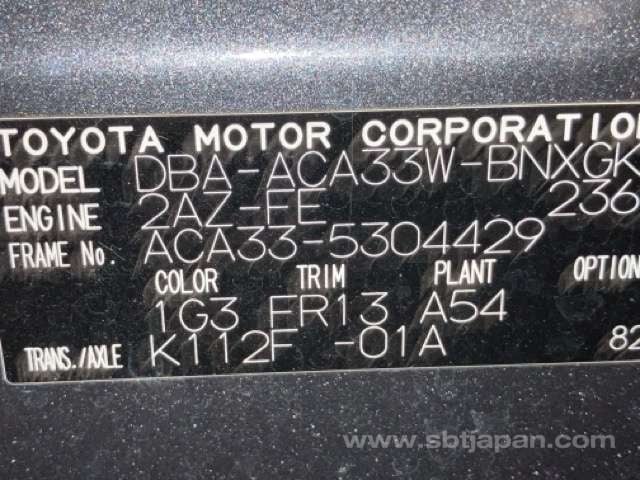 TOYOTA MOTOR CORPORATION
MODEL DBA-ACA33W-BNXGK
ENGINE 2AZ-FE 236
FRAME No. ACA33-5304429
COLOR TRIM PLANT OPTION
1G3 FR13 A54
TRANS./AXLE K112F -01A 82
www.sbtjapan.com